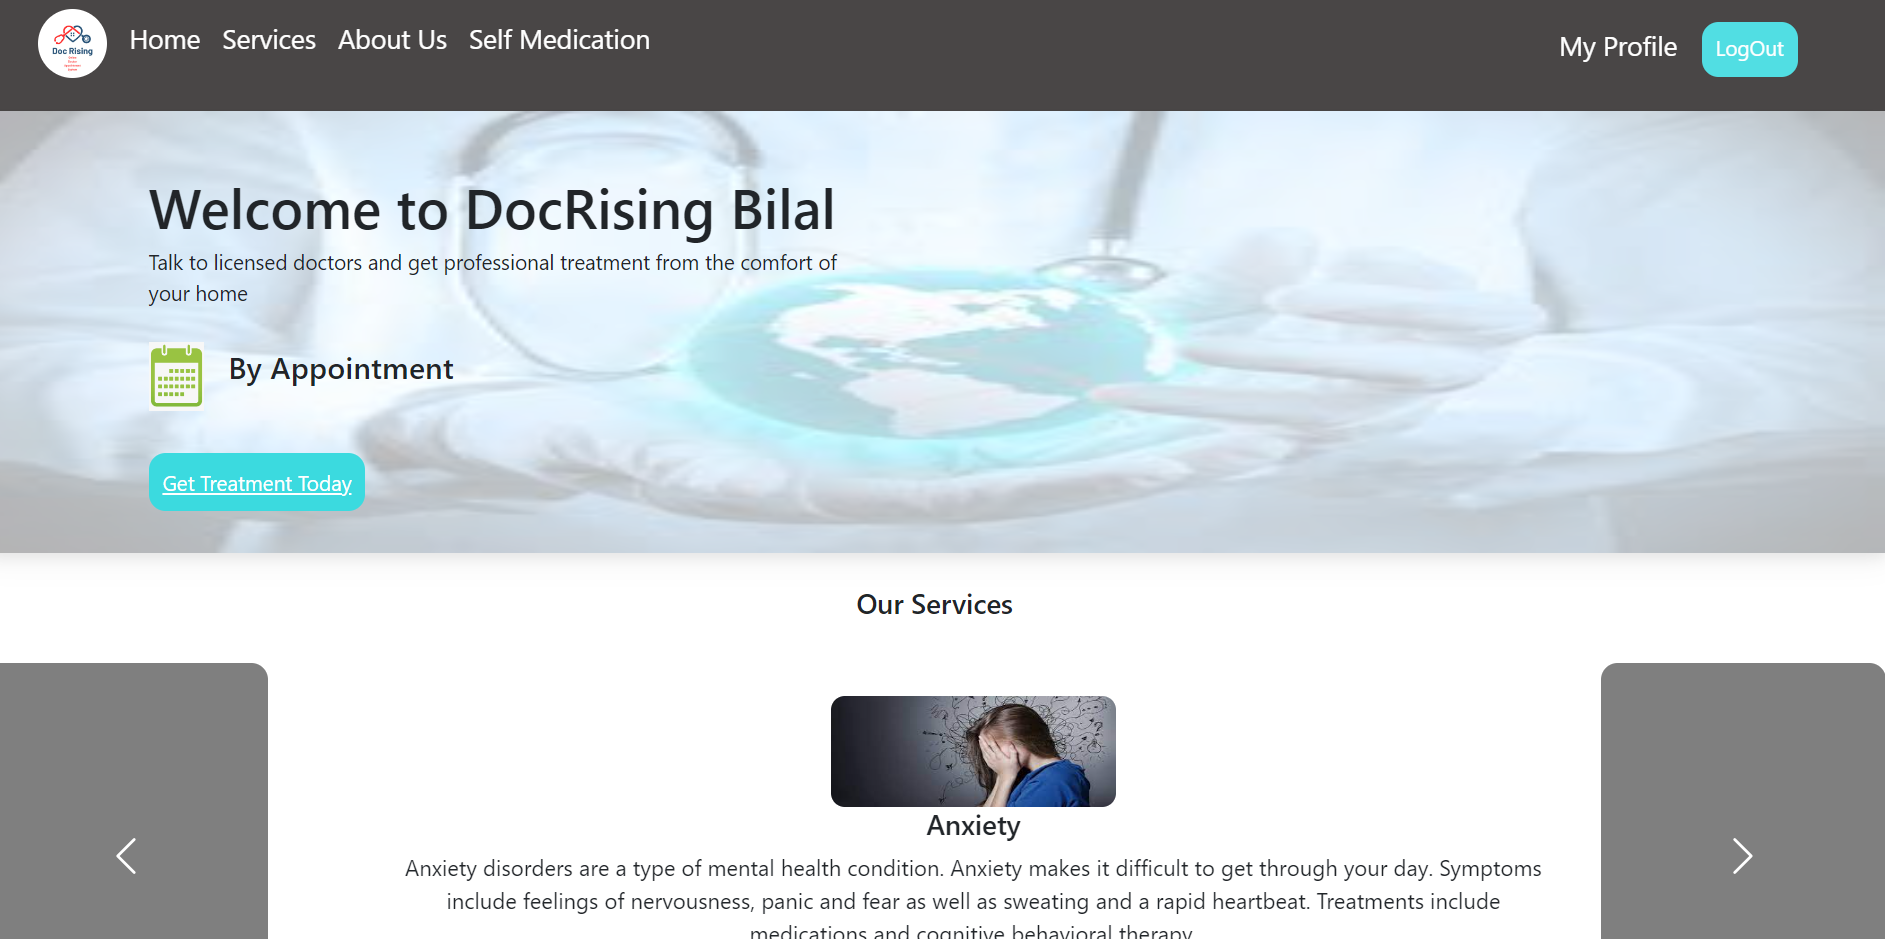 Doc Rising
Home Services About Us Self Medication
My Profile LogOut
Welcome to DocRising Bilal
Talk to licensed doctors and get professional treatment from the comfort of
your home
By Appointment
Get Treatment Today
Our Services
Anxiety
Anxiety disorders are a type of mental health condition. Anxiety makes it difficult to get through your day. Symptoms
include feelings of nervousness, panic and fear as well as sweating and a rapid heartbeat. Treatments include
medications and cognitive behavioral therapy.